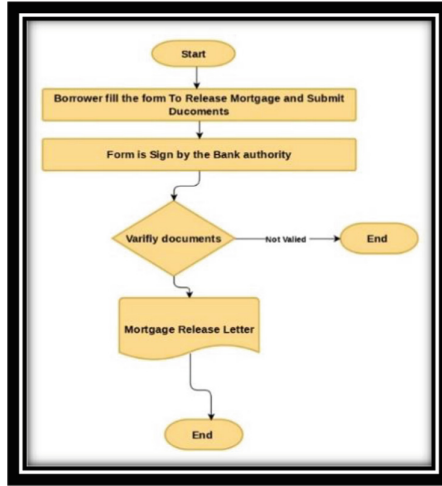 Start
Borrower fill the form To Release Mortgage and Submit
Ducoments
Form is Sign by the Bank authority
Varifiy documents
Not Valied
End
Mortgage Release Letter
End